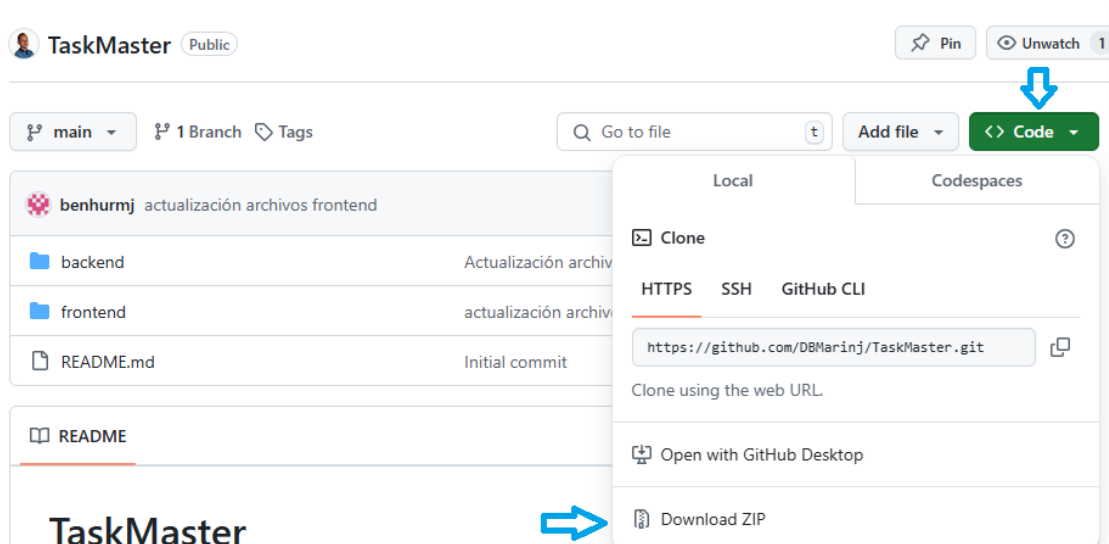 TaskMaster Public
Pin
Unwatch 1
main
1 Branch
Tags
Go to file t
Add file
<> Code
Local
Codespaces
benhurmj actualización archivos frontend
Clone
backend Actualización archiv
HTTPS SSH GitHub CLI
frontend actualización archiv
https://github.com/DBMarinj/TaskMaster.git
README.md Initial commit
Clone using the web URL.
README
Open with GitHub Desktop
Download ZIP
TaskMaster